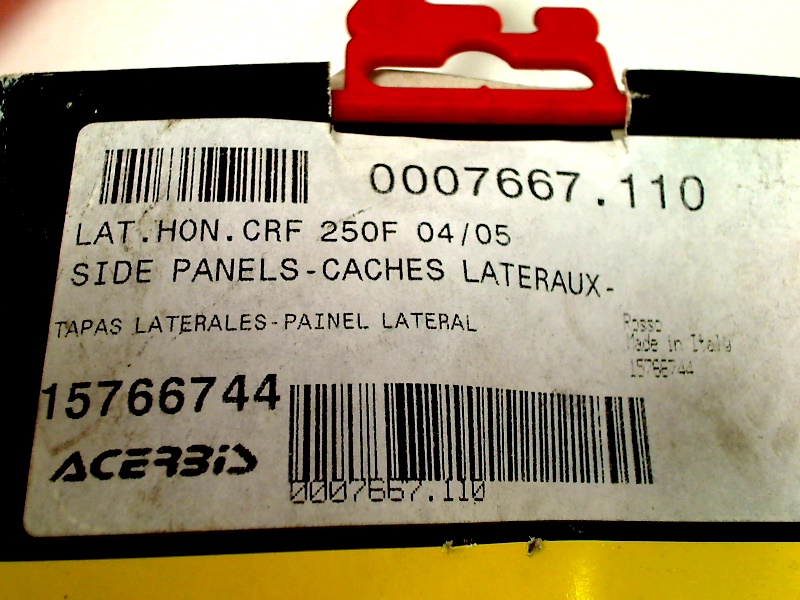 0007667.110
LAT.HON.CRF 250F 04/05
SIDE PANELS-CACHES LATERAUX-
TAPAS LATERALES-PAINEL LATERAL
Rosso
Made in Italy
15766744
15766744
ACERBIS
0007667.110